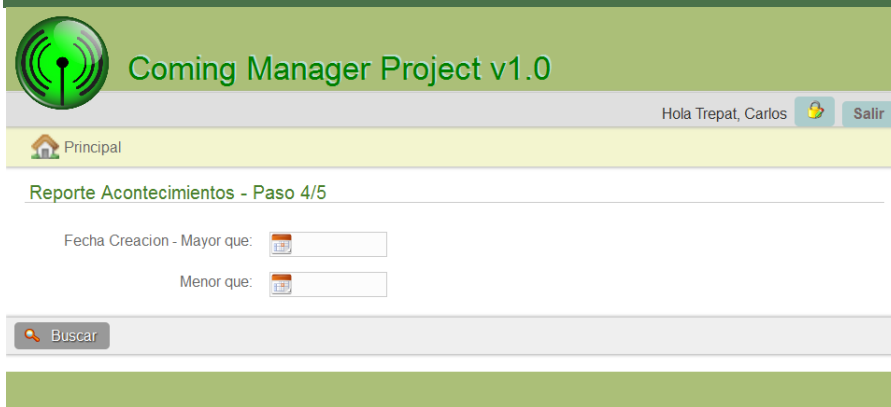 Coming Manager Project v1.0
Hola Trepat, Carlos Salir
Principal
Reporte Acontecimientos - Paso 4/5
Fecha Creacion - Mayor que:
Menor que:
Buscar